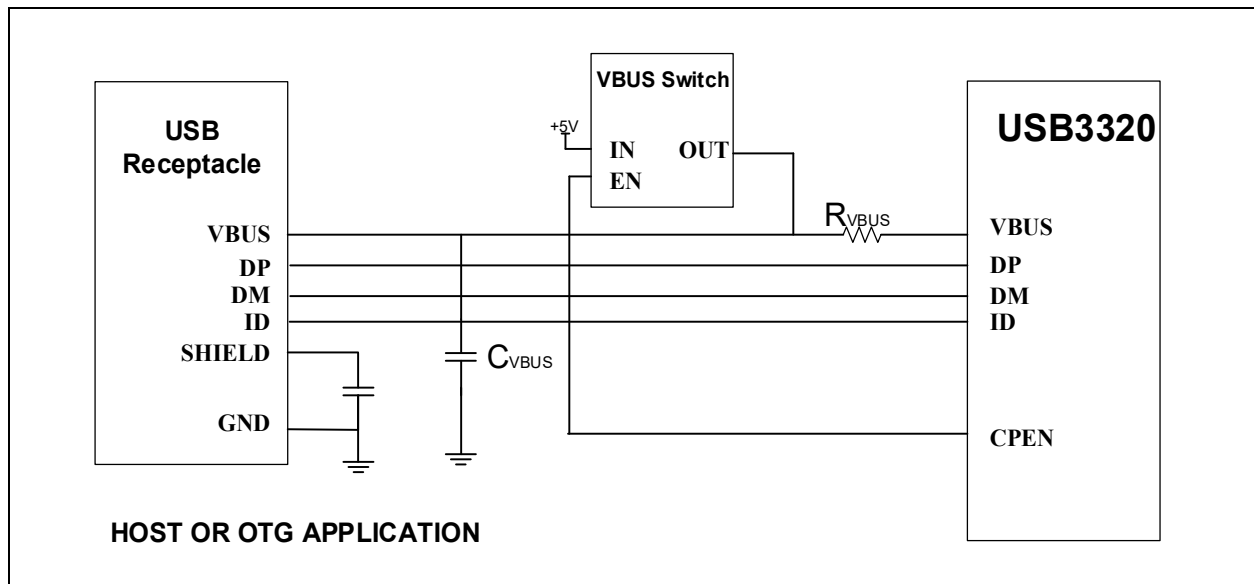 VBUS Switch
+5V
IN OUT
EN
USB
Receptacle
VBUS
DP
DM
ID
SHIELD
GND
CVBUS
RVBUS
USB3320
VBUS
DP
DM
ID
CPEN
HOST OR OTG APPLICATION